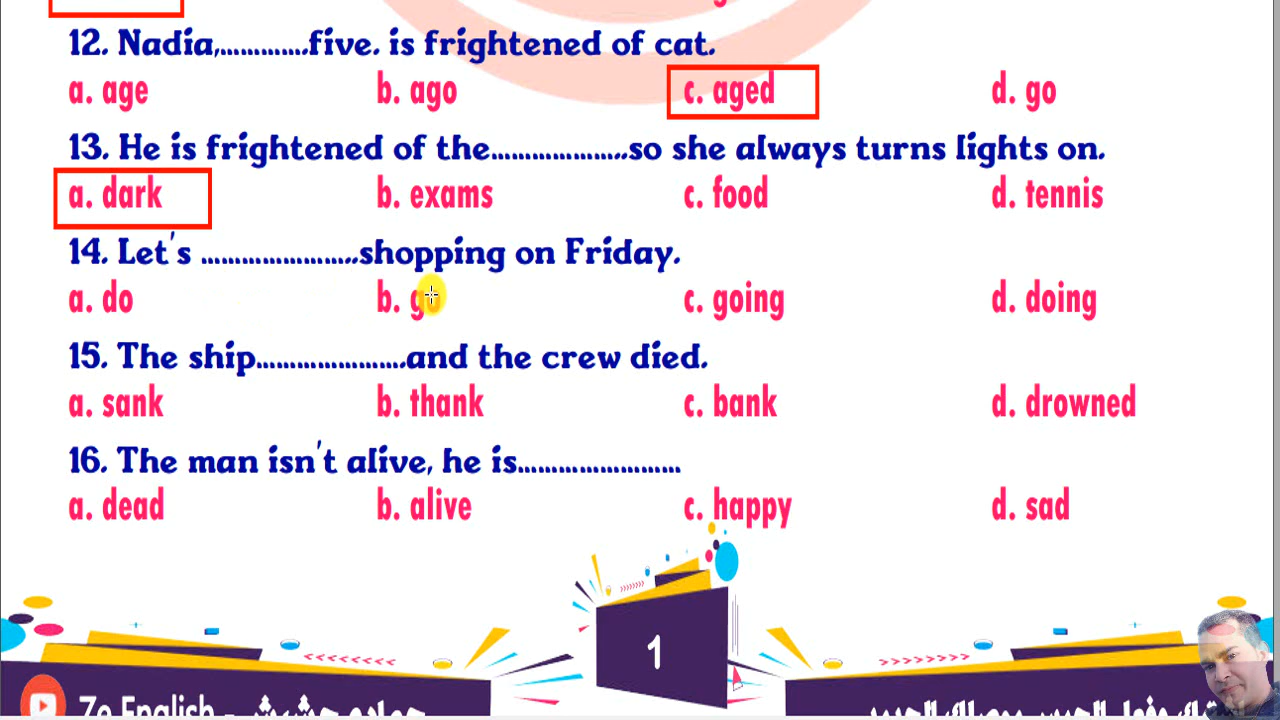 12. Nadia,............five. is frightened of cat.
a. age b. ago c. aged d. go
13. He is frightened of the....................so she always turns lights on.
a. dark b. exams c. food d. tennis
14. Let's ......................shopping on Friday.
a. do b. go c. going d. doing
15. The ship.....................and the crew died.
a. sank b. thank c. bank d. drowned
16. The man isn't alive, he is.......................
a. dead b. alive c. happy d. sad
1
Ze English -